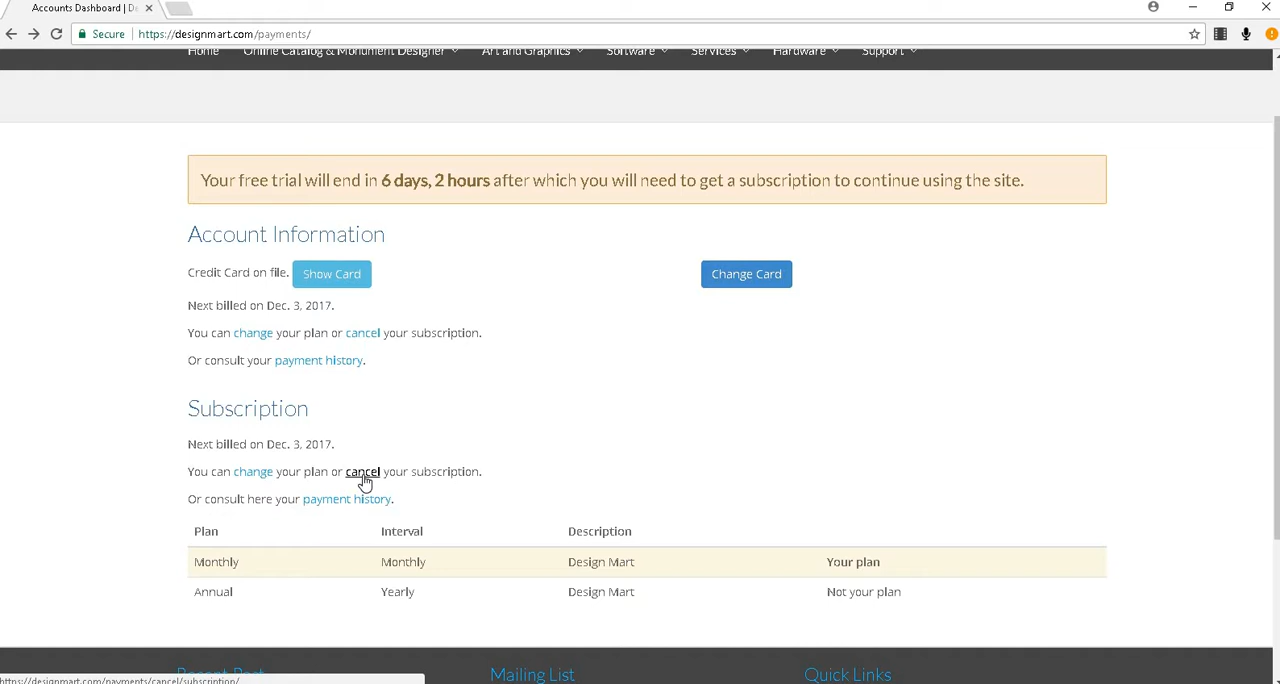 Accounts Dashboard | De
Secure https://designmart.com/payments/
Home Online Catalog & Monument Designer Art and Graphics Software Services Hardware Support
Your free trial will end in 6 days, 2 hours after which you will need to get a subscription to continue using the site.
Account Information
Credit Card on file. Show Card Change Card
Next billed on Dec. 3, 2017.
You can change your plan or cancel your subscription.
Or consult your payment history.
Subscription
Next billed on Dec. 3, 2017.
You can change your plan or cancel your subscription.
Or consult here your payment history.
Plan Interval Description
Monthly Monthly Design Mart Your plan
Annual Yearly Design Mart Not your plan
Recent Post Mailing List Quick Links
https://designmart.com/payments/cancel/subscription/